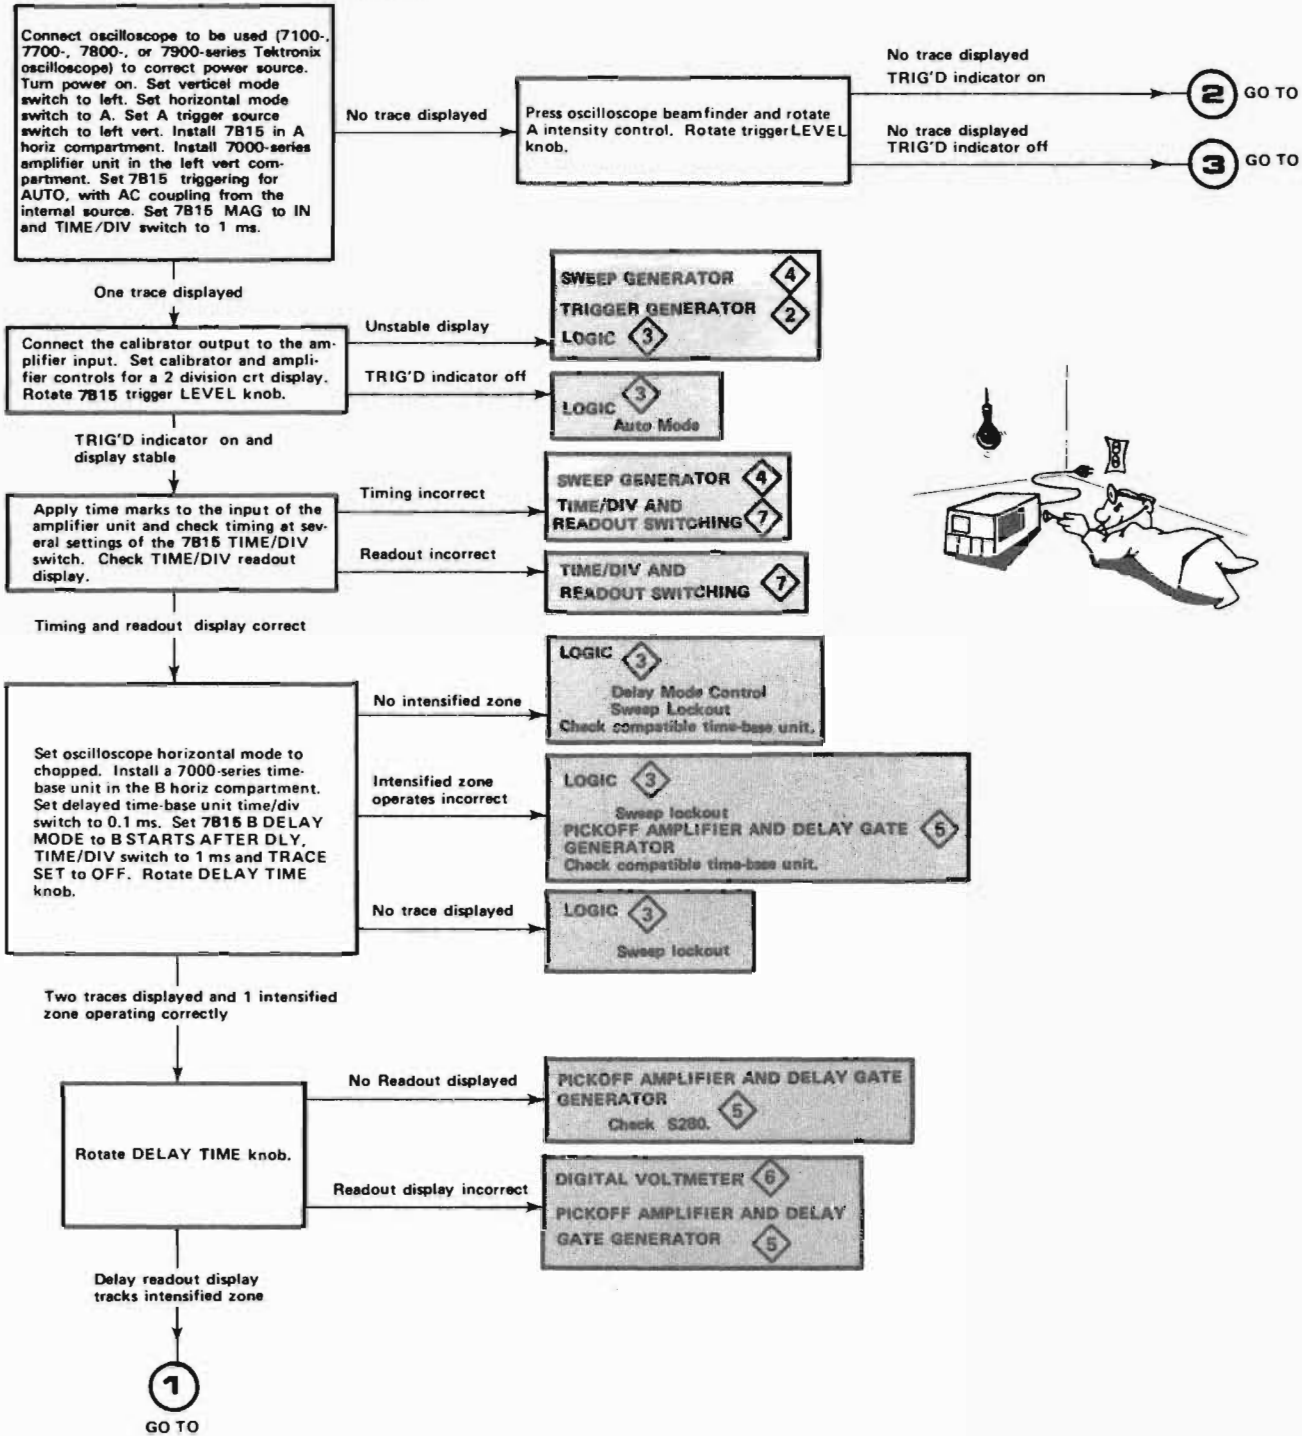 Connect oscilloscope to be used (7100-,
7700-, 7800-, or 7900-series Tektronix
oscilloscope) to correct power source.
Turn power on. Set vertical mode
switch to left. Set horizontal mode
switch to A. Set A trigger source
switch to left vert. Install 7B15 in A
horiz compartment. Install 7000-series
amplifier unit in the left vert com-
partment. Set 7B15 triggering for
AUTO, with AC coupling from the
internal source. Set 7B15 MAG to IN
and TIME/DIV switch to 1 ms.
No trace displayed
Press oscilloscope beamfinder and rotate
A intensity control. Rotate trigger LEVEL
knob.
No trace displayed
TRIG'D indicator on
2 GO TO
No trace displayed
TRIG'D indicator off
3 GO TO
One trace displayed
Connect the calibrator output to the am-
plifier input. Set calibrator and ampli-
fier controls for a 2 division crt display.
Rotate 7B15 trigger LEVEL knob.
Unstable display
SWEEP GENERATOR 4
TRIGGER GENERATOR 2
LOGIC 3
TRIG'D indicator off
LOGIC 3
Auto Mode
TRIG'D indicator on and
display stable
Apply time marks to the input of the
amplifier unit and check timing at sev-
eral settings of the 7B15 TIME/DIV
switch. Check TIME/DIV readout
display.
Timing incorrect
SWEEP GENERATOR 4
TIME/DIV AND
READOUT SWITCHING 7
Readout incorrect
TIME/DIV AND
READOUT SWITCHING 7
Timing and readout display correct
Set oscilloscope horizontal mode to
chopped. Install a 7000-series time-
base unit in the B horiz compartment.
Set delayed time-base unit time/div
switch to 0.1 ms. Set 7B15 B DELAY
MODE to B STARTS AFTER DLY,
TIME/DIV switch to 1 ms and TRACE
SET to OFF. Rotate DELAY TIME
knob.
No intensified zone
LOGIC 3
Delay Mode Control
Sweep Lockout
Check compatible time-base unit.
Intensified zone
operates incorrect
LOGIC 3
Sweep lockout
PICKOFF AMPLIFIER AND DELAY GATE 5
GENERATOR
Check compatible time-base unit.
No trace displayed
LOGIC 3
Sweep lockout
Two traces displayed and 1 intensified
zone operating correctly
Rotate DELAY TIME knob.
No Readout displayed
PICKOFF AMPLIFIER AND DELAY GATE
GENERATOR 5
Check S280.
Readout display incorrect
DIGITAL VOLTMETER 6
PICKOFF AMPLIFIER AND DELAY
GATE GENERATOR 5
Delay readout display
tracks intensified zone
1
GO TO